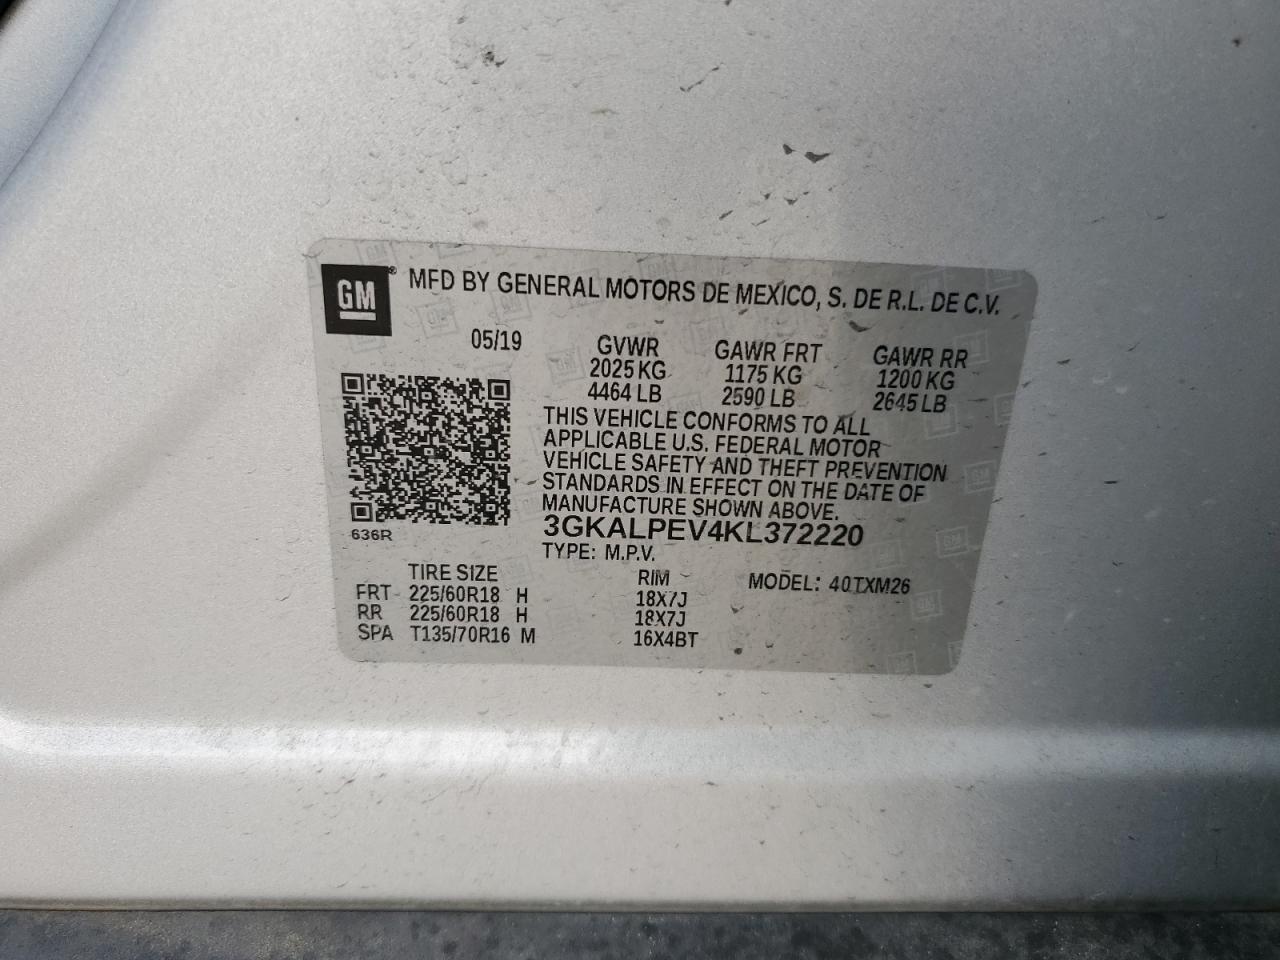 GM ® MFD BY GENERAL MOTORS DE MEXICO, S. DE R.L. DE C.V.
05/19 GVWR GAWR FRT GAWR RR
2025 KG 1175 KG 1200 KG
4464 LB 2590 LB 2645 LB
THIS VEHICLE CONFORMS TO ALL
APPLICABLE U.S. FEDERAL MOTOR
VEHICLE SAFETY AND THEFT PREVENTION
STANDARDS IN EFFECT ON THE DATE OF
MANUFACTURE SHOWN ABOVE.
3GKALPEV4KL372220
636R
TYPE: M.P.V.
TIRE SIZE RIM MODEL: 40TXM26
FRT 225/60R18 H 18X7J
RR 225/60R18 H 18X7J
SPA T135/70R16 M 16X4BT